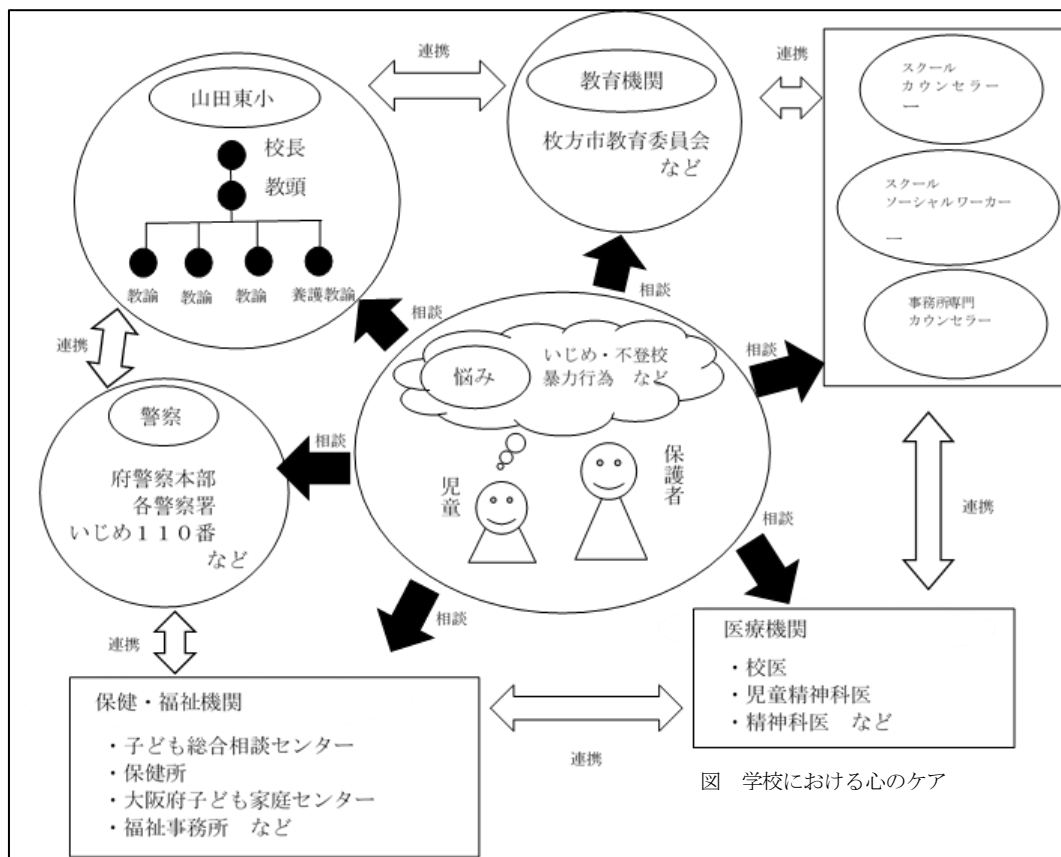 連携
連携
山田東小
校長
教頭
教論
教論
教論
養護教論
教育機関
枚方市教育委員会
など
スクール
カウンセラー
―
スクール
ソーシャルワーカー
―
事務所専門
カウンセラー
連携
相談
相談
相談
相談
相談
相談
悩み
いじめ・不登校
暴力行為　など
児童
保護者
警察
府警察本部
各警察署
いじめ１１０番
など
連携
連携
連携
保健・福祉機関
・子ども総合相談センター
・保健所
・大阪府子ども家庭センター
・福祉事務所　など
医療機関
・校医
・児童精神科医
・精神科医　など
図　学校における心のケア